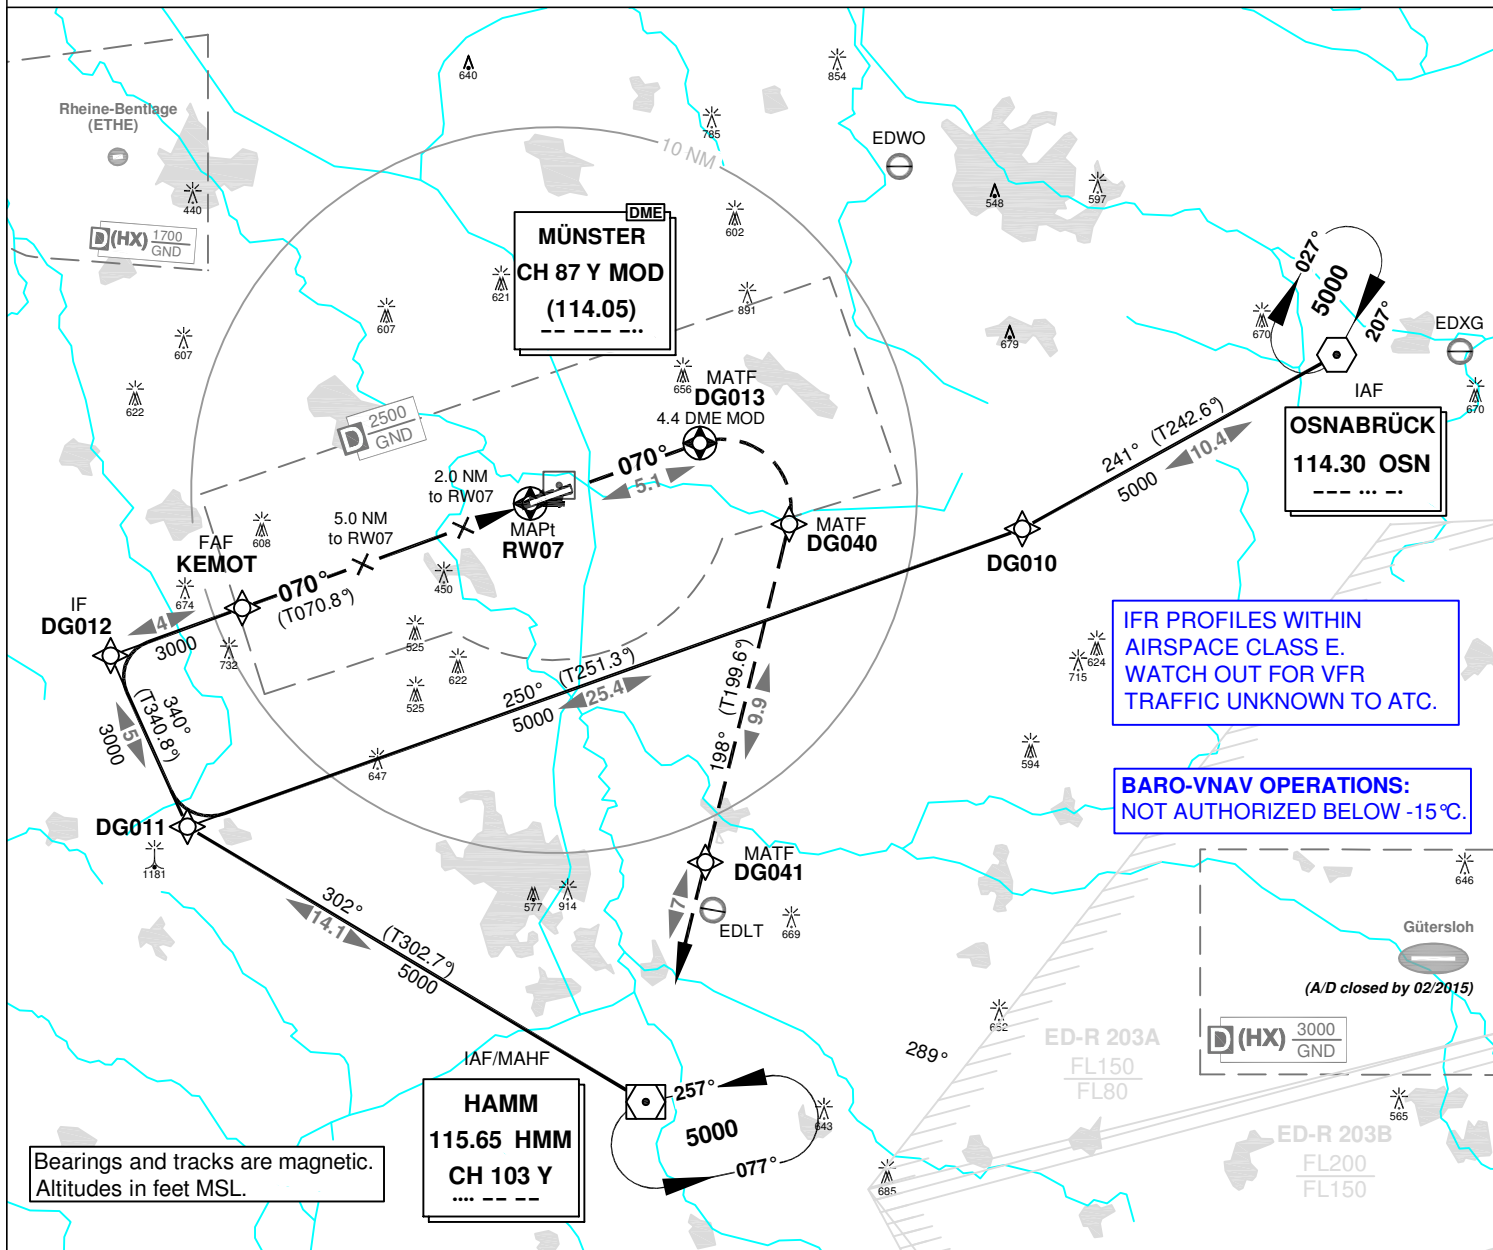 640
854
Rheine-Bentlage
(ETHE)
785
10 NM
EDWO
440
548
597
602
D (HX) 1700
GND
DME
MÜNSTER
CH 87 Y MOD
(114.05)
621
891
607
607
027°
5000
207°
670
679
EDXG
IAF
670
OSNABRÜCK
114.30 OSN
656
MATF
DG013
4.4 DME MOD
622
D 2500
GND
070°
5.1
241° (T242.6°)
5000
10.4
2.0 NM
to RW07
5.0 NM
to RW07
MAPt
RW07
MATF
DG040
DG010
608
FAF
KEMOT
070°
(T070.8°)
450
674
IF
DG012
4
3000
732
525
622
525
250° (T251.3°)
5000
25.4
IFR PROFILES WITHIN
AIRSPACE CLASS E.
WATCH OUT FOR VFR
TRAFFIC UNKNOWN TO ATC.
624
715
340°
(T340.8°)
5
3000
198° (T199.6°)
9.9
647
594
BARO-VNAV OPERATIONS:
NOT AUTHORIZED BELOW -15°C.
DG011
1181
MATF
DG041
7
EDLT
577
914
669
646
302° (T302.7°)
14.1
5000
Gütersloh
(A/D closed by 02/2015)
D (HX) 3000
GND
652
289°
ED-R 203A
FL150
FL80
IAF/MAHF
HAMM
115.65 HMM
CH 103 Y
257°
5000
077°
643
565
685
ED-R 203B
FL200
FL150
Bearings and tracks are magnetic.
Altitudes in feet MSL.